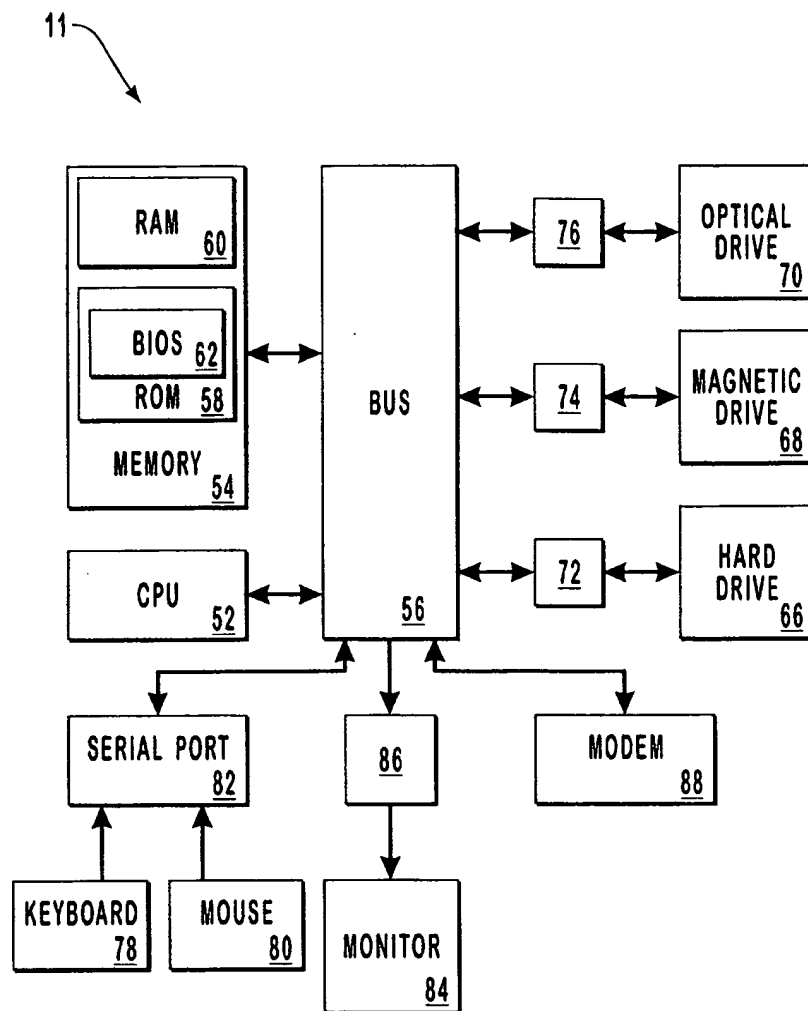 11
RAM
60
BIOS
62
ROM 58
MEMORY
54
CPU
52
BUS
56
76
OPTICAL
DRIVE
70
74
MAGNETIC
DRIVE
68
72
HARD
DRIVE
66
SERIAL PORT
82
86
MODEM
88
KEYBOARD
78
MOUSE
80
MONITOR
84